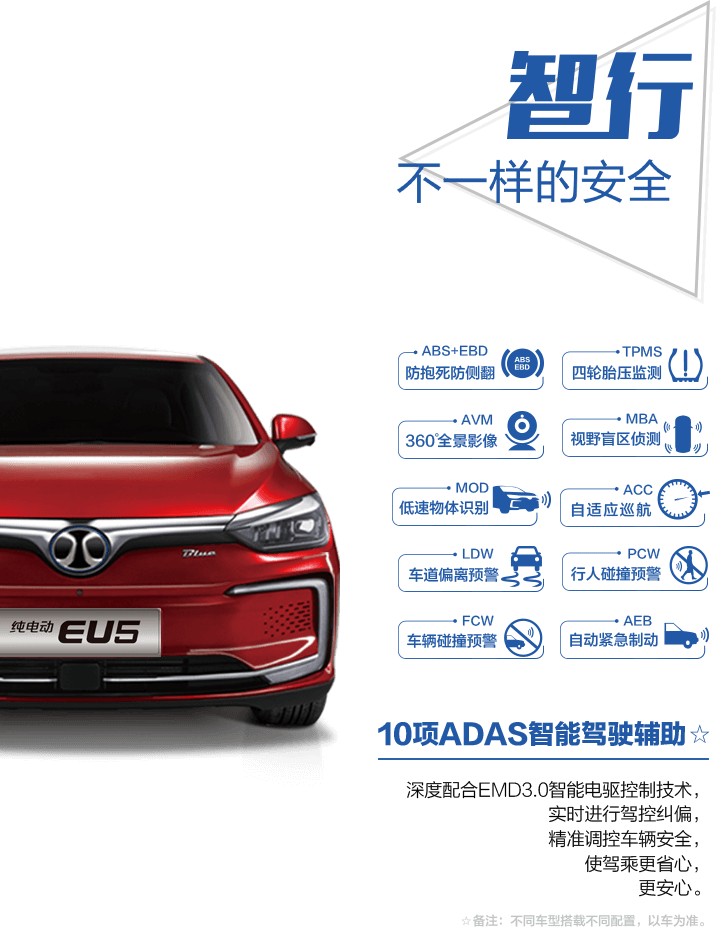 智行
不一样的安全
ABS+EBD
防抱死防侧翻
ABS
EBD
TPMS
四轮胎压监测
AVM
360°全景影像
MBA
视野盲区侦测
MOD
低速物体识别
ACC
自适应巡航
LDW
车道偏离预警
PCW
行人碰撞预警
FCW
车辆碰撞预警
AEB
自动紧急制动
Blue
纯电动 EU5
10项ADAS智能驾驶辅助☆
深度配合EMD3.0智能电驱控制技术，
实时进行驾控纠偏，
精准调控车辆安全，
使驾乘更省心，
更安心。
☆备注：不同车型搭载不同配置，以车为准。